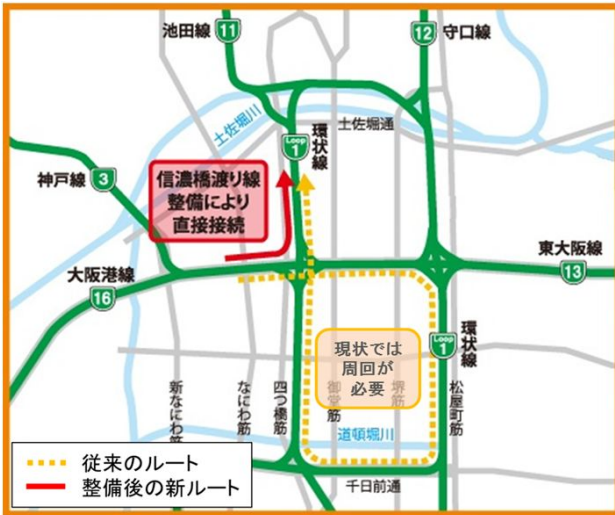 池田線
11
12
守口線
土佐堀川
土佐堀通
Loop
1
環状線
神戸線
3
信濃橋渡り線
整備により
直接接続
大阪港線
16
東大阪線
13
現状では
周回が
必要
Loop
1
環状線
新なにわ筋
なにわ筋
四つ橋筋
御堂筋
堺筋
松屋町筋
道頓堀川
千日前通
従来のルート
整備後の新ルート